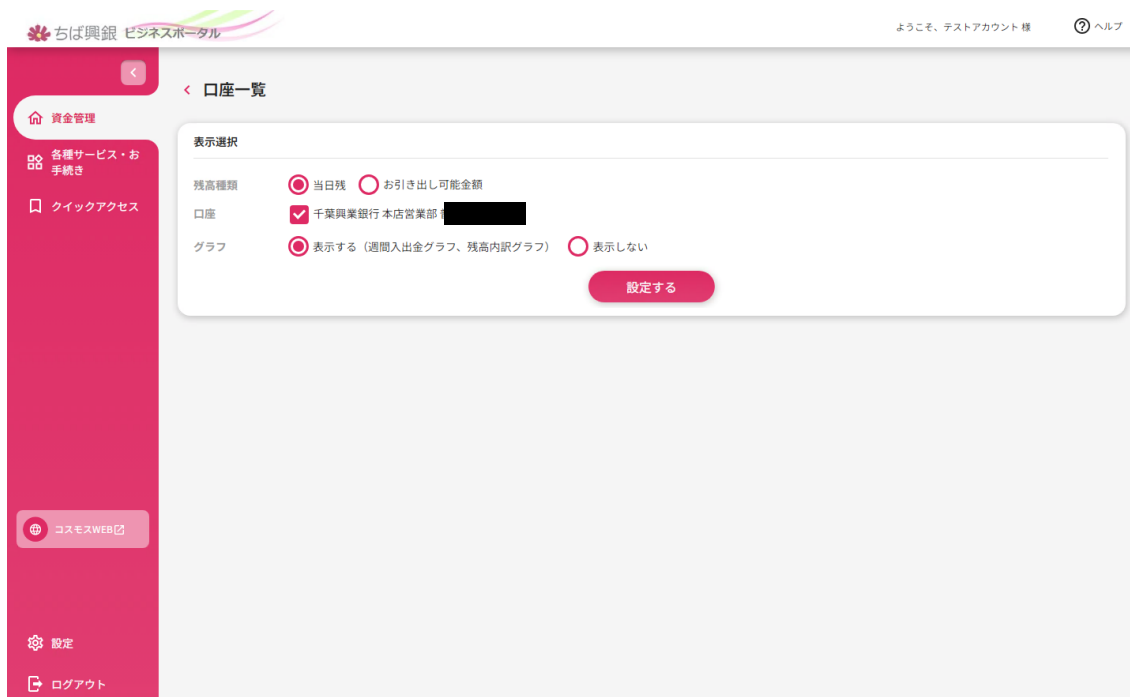 ちば興銀 ビジネスポータル
ようこそ、テストアカウント 様
ヘルプ
口座一覧
資金管理
各種サービス・お
手続き
クイックアクセス
表示選択
残高種類 当日残 お引き出し可能金額
口座 千葉興業銀行 本店営業部
グラフ 表示する（週間入出金グラフ、残高内訳グラフ） 表示しない
設定する
コスモスWEB
設定
ログアウト